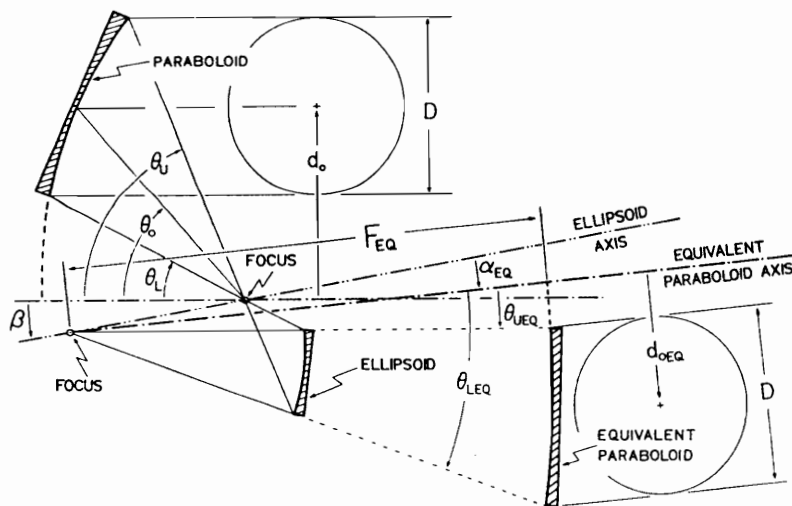 PARABOLOID
D
d₀
θ_U
θ₀
θ_L
F_EQ
ELLIPSOID
AXIS
EQUIVALENT
PARABOLOID AXIS
α_EQ
FOCUS
θ_UEQ
β
FOCUS
ELLIPSOID
θ_LEQ
d_oEQ
D
EQUIVALENT
PARABOLOID